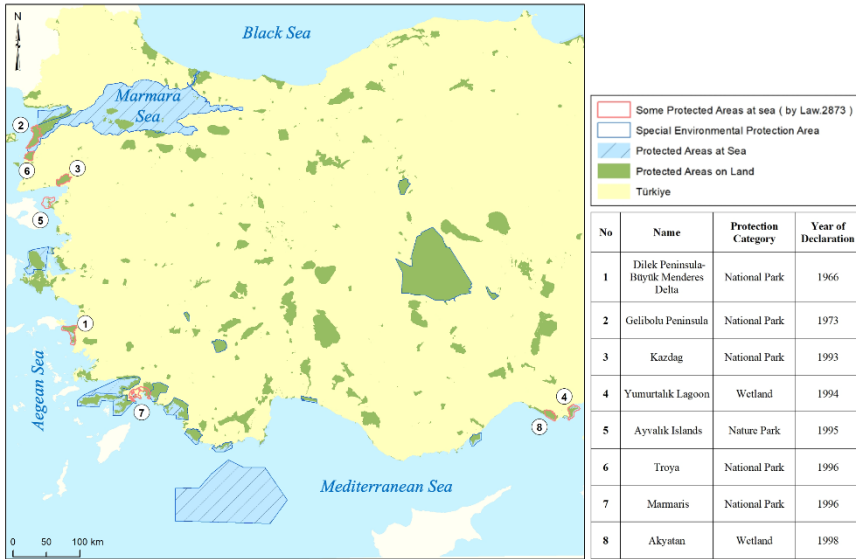 N
Black Sea
Marmara
Sea
2
6
3
5
1
Aegean Sea
7
4
8
Mediterranean Sea
0 50 100 km
Some Protected Areas at sea ( by Law.2873 )
Special Environmental Protection Area
Protected Areas at Sea
Protected Areas on Land
Türkiye
No Name Protection Category Year of Declaration
1 Dilek Peninsula-Büyük Menderes Delta National Park 1966
2 Gelibolu Peninsula National Park 1973
3 Kazdag National Park 1993
4 Yumurtalık Lagoon Wetland 1994
5 Ayvalık Islands Nature Park 1995
6 Troya National Park 1996
7 Marmaris National Park 1996
8 Akyatan Wetland 1998